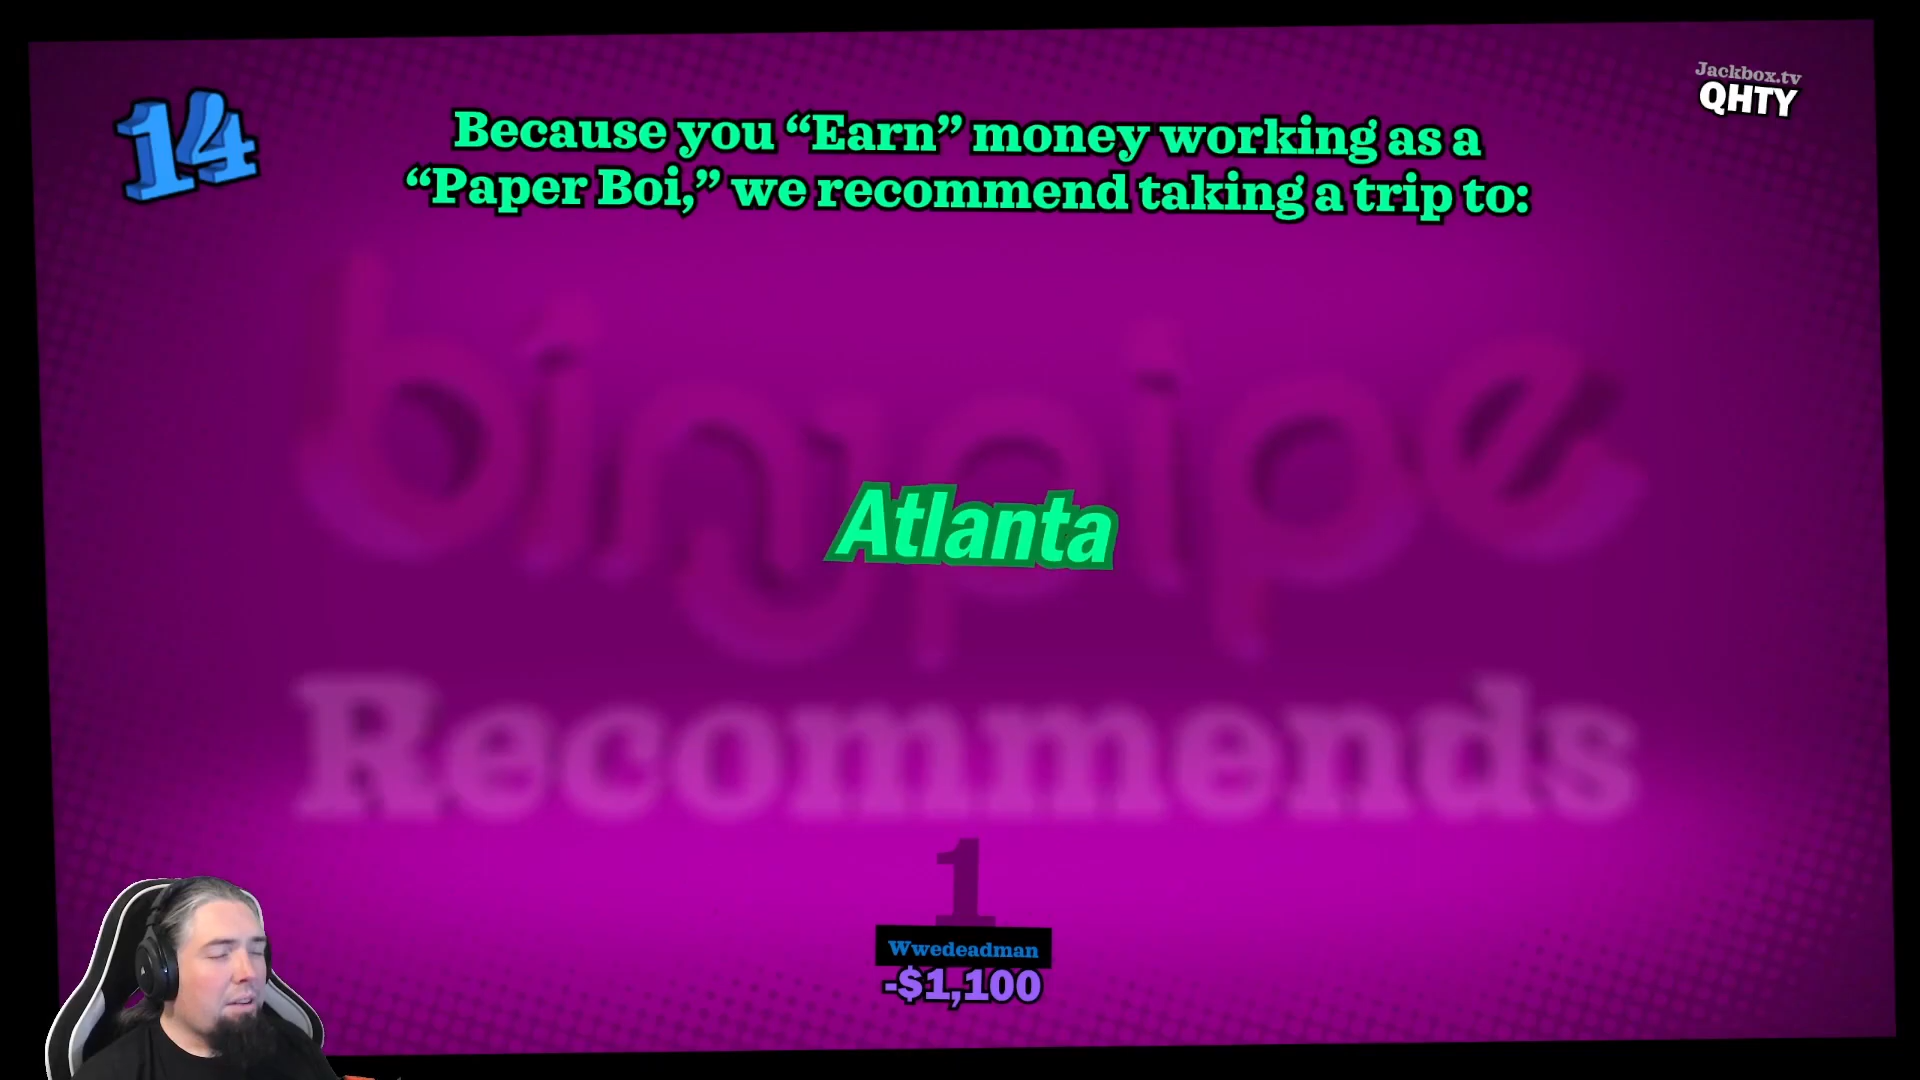 14
Jackbox.tv
QHTY
Because you “Earn” money working as a
“Paper Boi,” we recommend taking a trip to:
binjpipe
Atlanta
Recommends
1
Wwedeadman
-$1,100